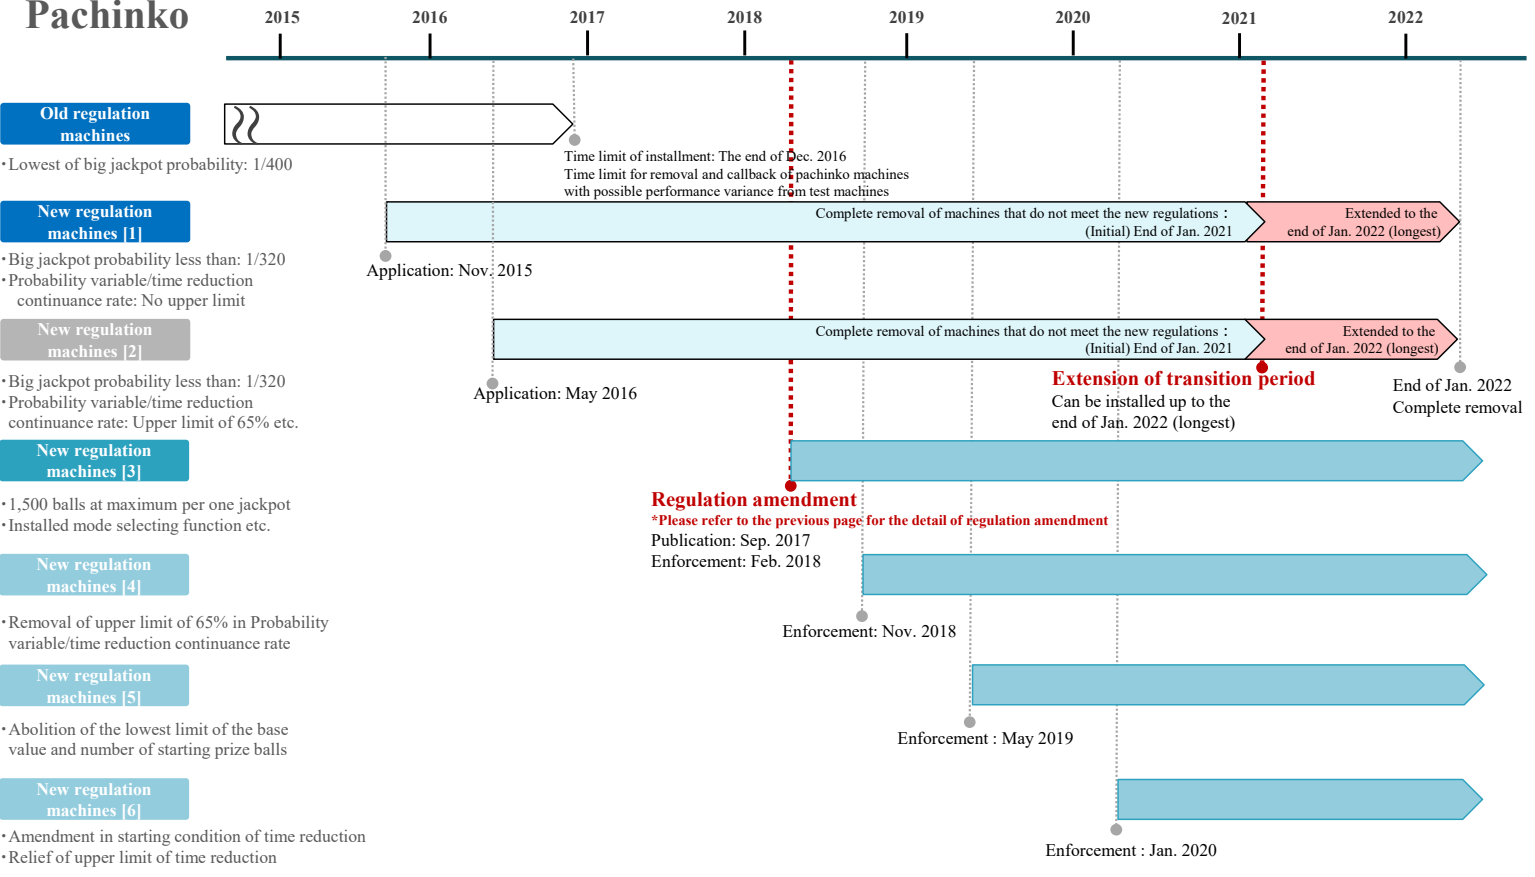 Pachinko
2015 2016 2017 2018 2019 2020 2021 2022
Old regulation
machines
・Lowest of big jackpot probability: 1/400
Time limit of installment: The end of Dec. 2016
Time limit for removal and callback of pachinko machines
with possible performance variance from test machines
New regulation
machines [1]
Complete removal of machines that do not meet the new regulations：
(Initial) End of Jan. 2021
Extended to the
end of Jan. 2022 (longest)
・Big jackpot probability less than: 1/320
・Probability variable/time reduction
continuance rate: No upper limit
Application: Nov. 2015
New regulation
machines [2]
Complete removal of machines that do not meet the new regulations：
(Initial) End of Jan. 2021
Extended to the
end of Jan. 2022 (longest)
・Big jackpot probability less than: 1/320
・Probability variable/time reduction
continuance rate: Upper limit of 65% etc.
Application: May 2016
Extension of transition period
Can be installed up to the
end of Jan. 2022 (longest)
End of Jan. 2022
Complete removal
New regulation
machines [3]
・1,500 balls at maximum per one jackpot
・Installed mode selecting function etc.
Regulation amendment
*Please refer to the previous page for the detail of regulation amendment
Publication: Sep. 2017
Enforcement: Feb. 2018
New regulation
machines [4]
・Removal of upper limit of 65% in Probability
variable/time reduction continuance rate
Enforcement: Nov. 2018
New regulation
machines [5]
・Abolition of the lowest limit of the base
value and number of starting prize balls
Enforcement : May 2019
New regulation
machines [6]
・Amendment in starting condition of time reduction
・Relief of upper limit of time reduction
Enforcement : Jan. 2020